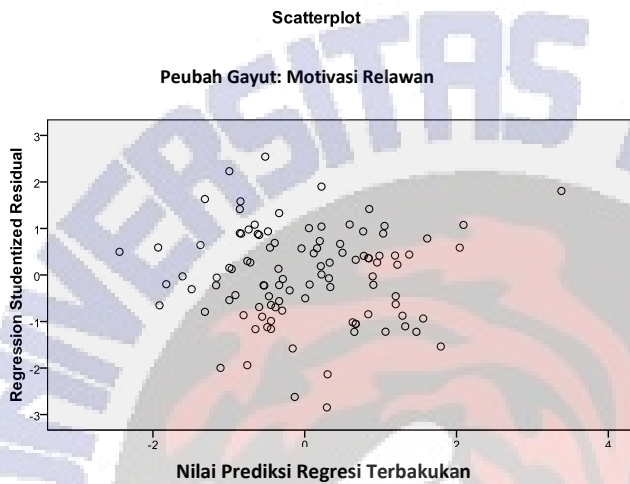 Scatterplot
Peubah Gayut: Motivasi Relawan
Regression Studentized Residual
3
2
1
0
-1
-2
-3
-2
0
2
4
Nilai Prediksi Regresi Terbakukan
UNIVERSITAS